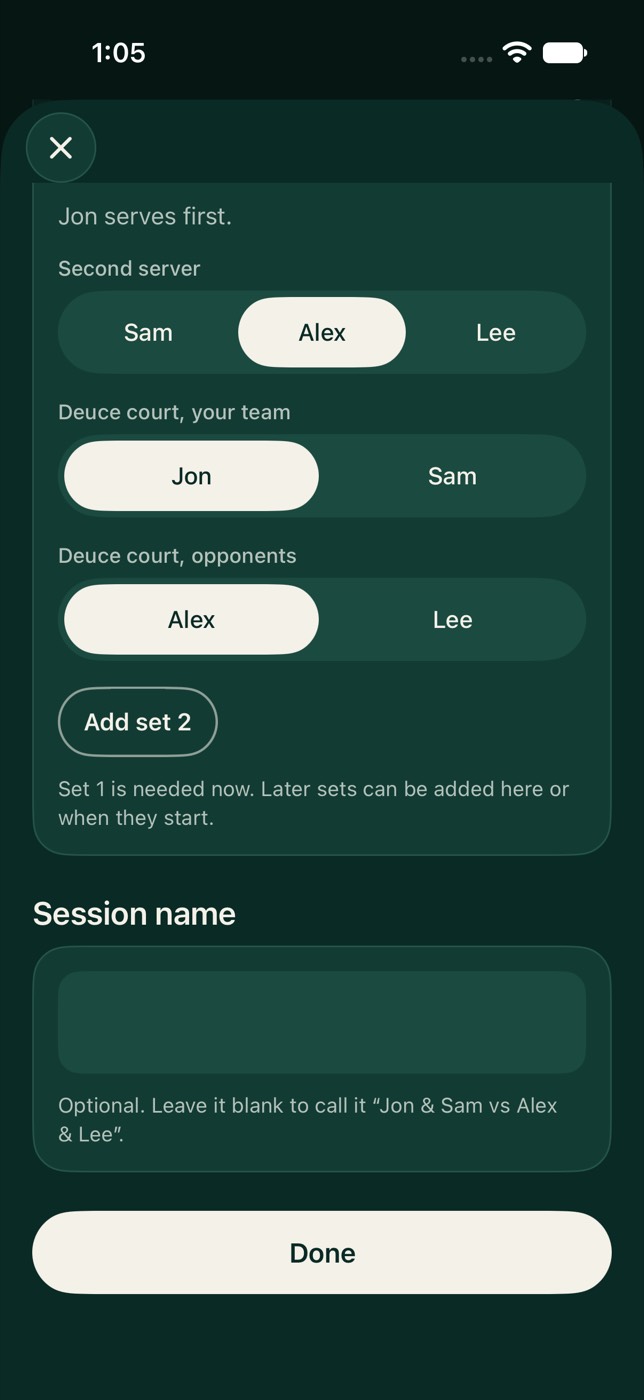 1:05
Jon serves first.
Second server
Sam Alex Lee
Deuce court, your team
Jon Sam
Deuce court, opponents
Alex Lee
Add set 2
Set 1 is needed now. Later sets can be added here or
when they start.
Session name
Optional. Leave it blank to call it “Jon & Sam vs Alex
& Lee”.
Done